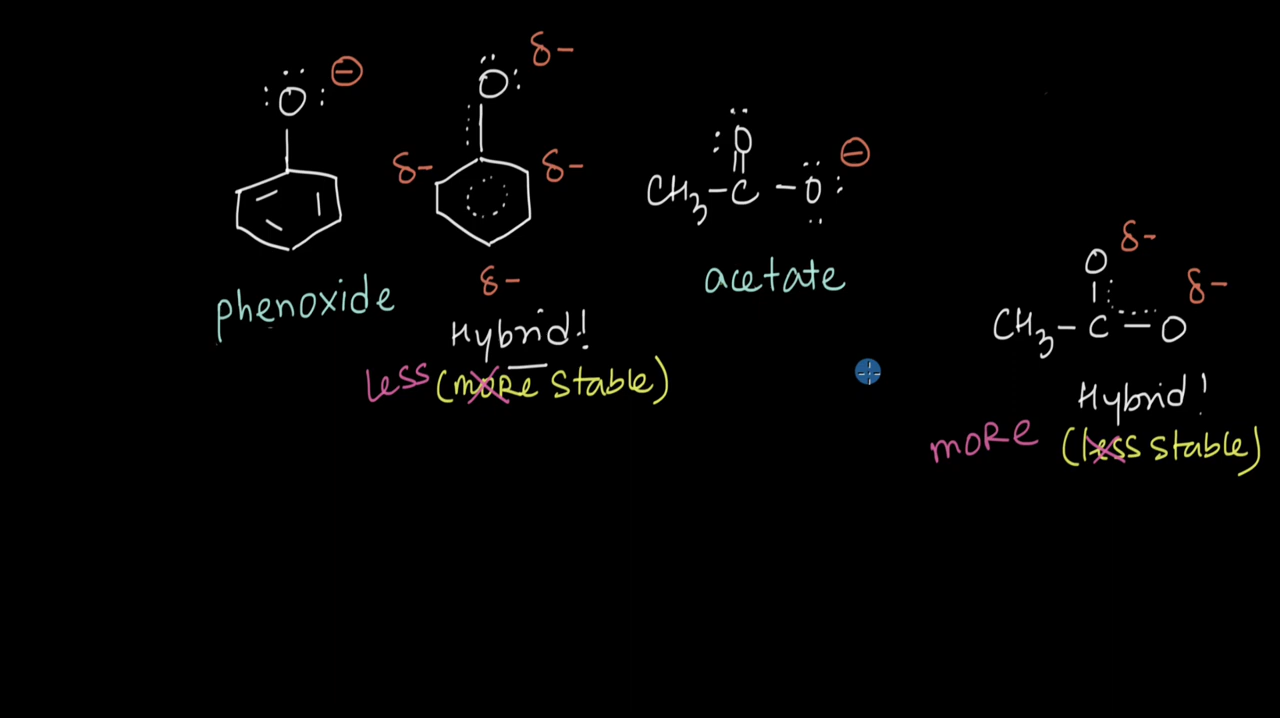 :Ö: ⊖
phenoxide
Ö: δ-
δ- δ-
δ-
Hybrid!
less (more stable)
:Ö
CH3-C-Ö: ⊖
acetate
O δ-
CH3-C-O δ-
Hybrid!
more (less stable)